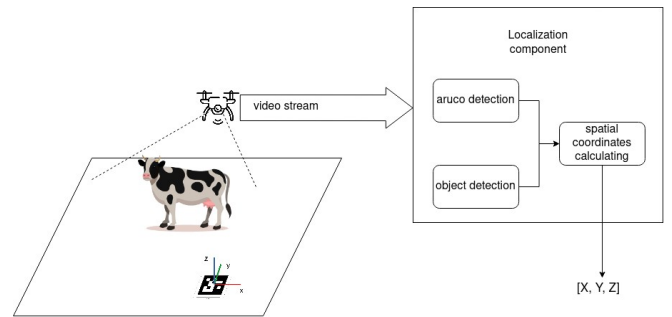 Localization
component
video stream
aruco detection
object detection
spatial
coordinates
calculating
z
y
x
[X, Y, Z]